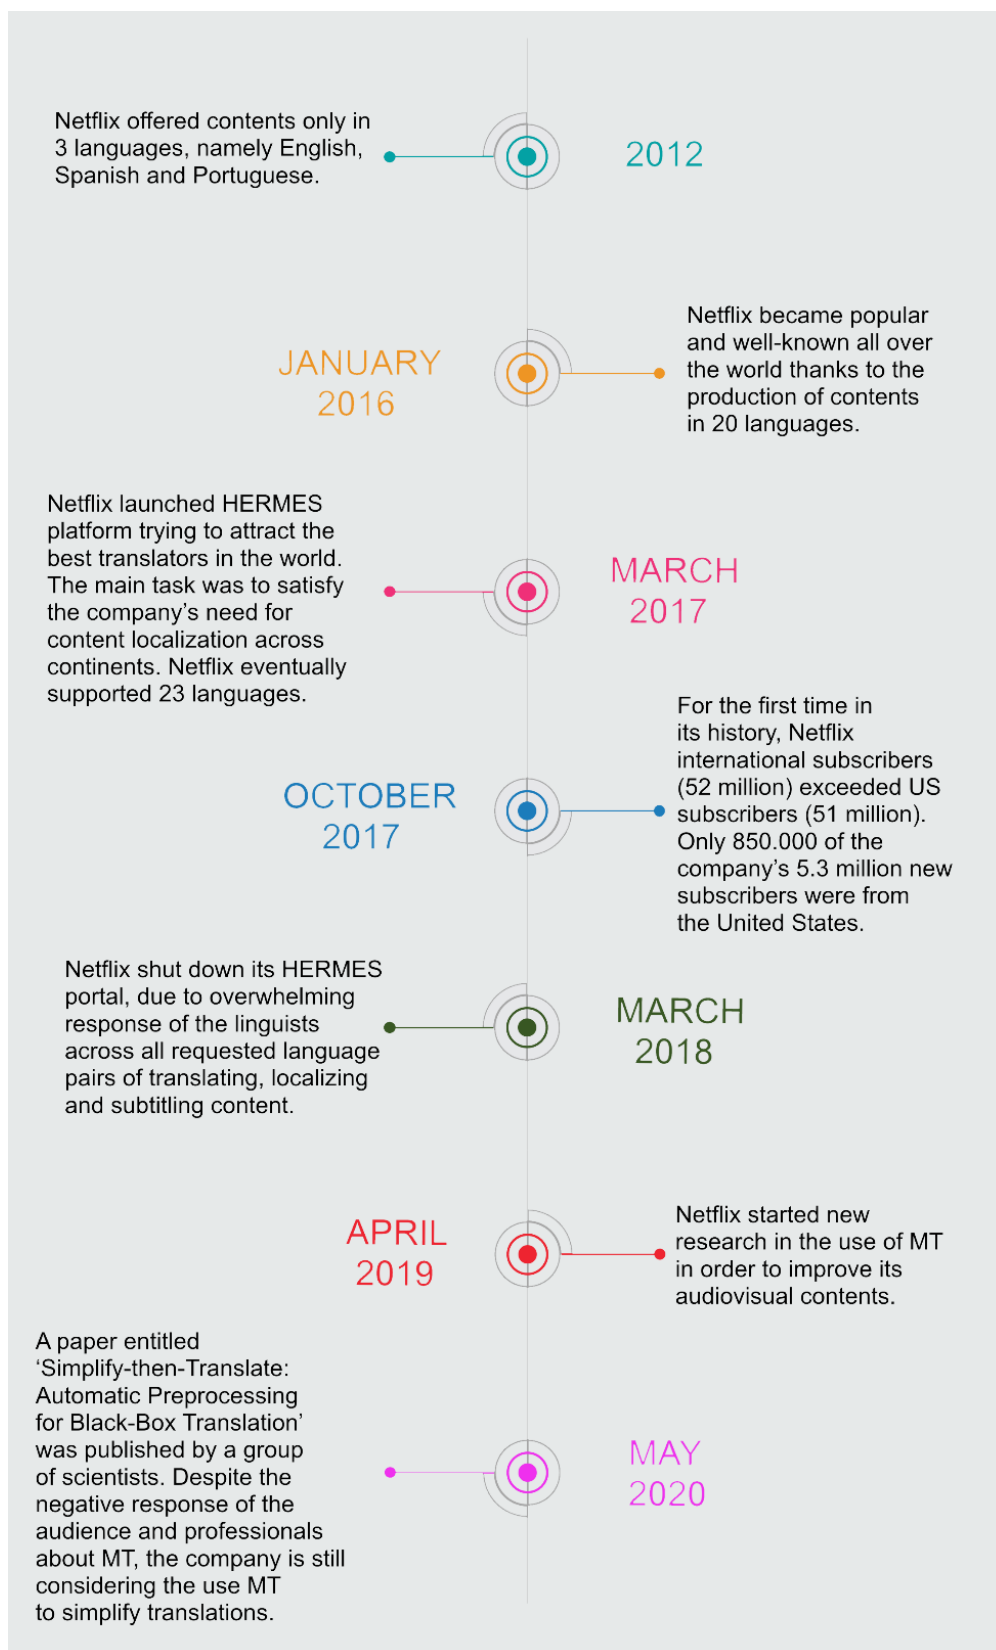 Netflix offered contents only in
3 languages, namely English,
Spanish and Portuguese.
2012
JANUARY
2016
Netflix became popular
and well-known all over
the world thanks to the
production of contents
in 20 languages.
Netflix launched HERMES
platform trying to attract the
best translators in the world.
The main task was to satisfy
the company’s need for
content localization across
continents. Netflix eventually
supported 23 languages.
MARCH
2017
OCTOBER
2017
For the first time in
its history, Netflix
international subscribers
(52 million) exceeded US
subscribers (51 million).
Only 850.000 of the
company’s 5.3 million new
subscribers were from
the United States.
Netflix shut down its HERMES
portal, due to overwhelming
response of the linguists
across all requested language
pairs of translating, localizing
and subtitling content.
MARCH
2018
APRIL
2019
Netflix started new
research in the use of MT
in order to improve its
audiovisual contents.
A paper entitled
‘Simplify-then-Translate:
Automatic Preprocessing
for Black-Box Translation’
was published by a group
of scientists. Despite the
negative response of the
audience and professionals
about MT, the company is still
considering the use MT
to simplify translations.
MAY
2020